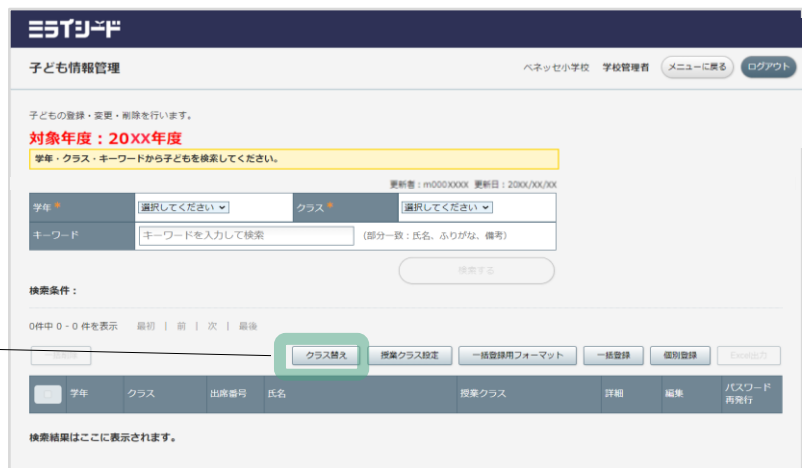 ミライシード
子ども情報管理 ベネッセ小学校 学校管理者 メニューに戻る ログアウト
子どもの登録・変更・削除を行います。
対象年度：20XX年度
学年・クラス・キーワードから子どもを検索してください。
更新者：m000XXXX 更新日：20XX/XX/XX
学年* 選択してください クラス* 選択してください
キーワード キーワードを入力して検索 (部分一致：氏名、ふりがな、備考)
検索する
検索条件：
0件中 0 - 0 件を表示 最初 | 前 | 次 | 最後
一括削除 クラス替え 授業クラス設定 一括登録用フォーマット 一括登録 個別登録 Excel出力
学年 クラス 出席番号 氏名 授業クラス 詳細 編集 パスワード
再発行
検索結果はここに表示されます。